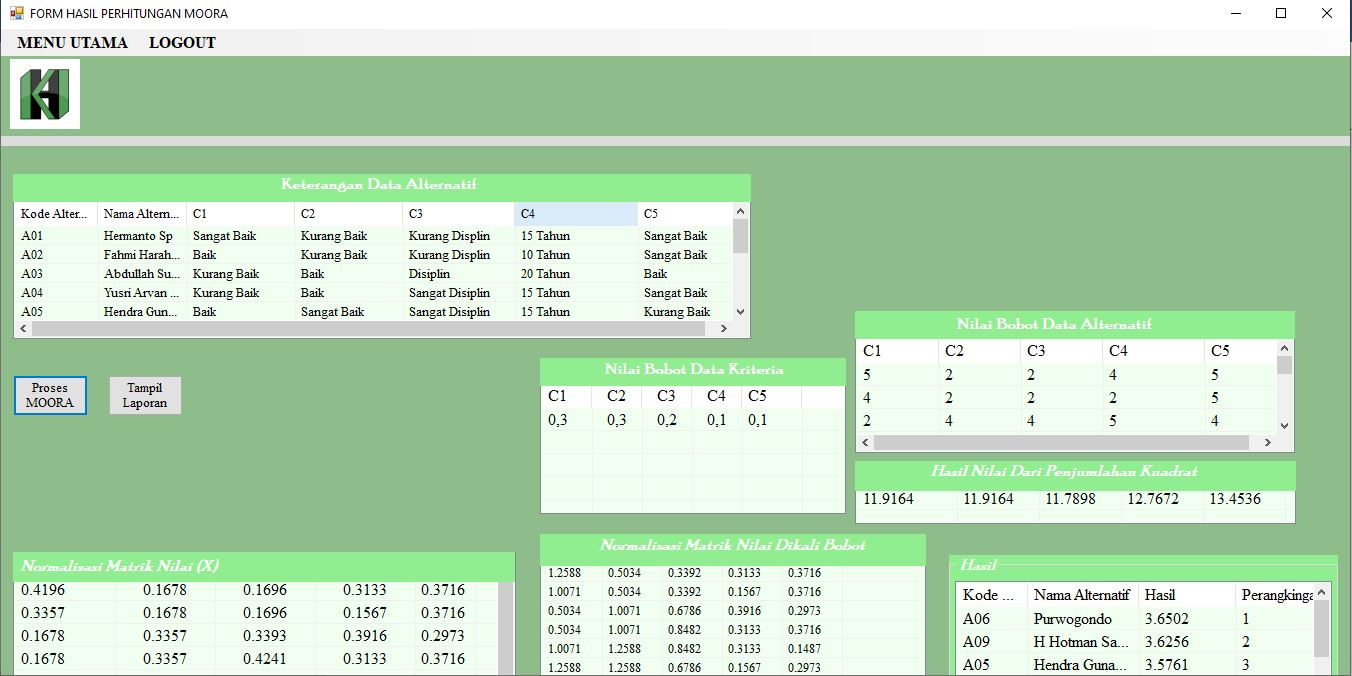 FORM HASIL PERHITUNGAN MOORA
MENU UTAMA LOGOUT
Keterangan Data Alternatif
Kode Alter... Nama Altern... C1 C2 C3 C4 C5
A01 Hermanto Sp Sangat Baik Kurang Baik Kurang Displin 15 Tahun Sangat Baik
A02 Fahmi Harah... Baik Kurang Baik Kurang Displin 10 Tahun Sangat Baik
A03 Abdullah Su... Kurang Baik Baik Disiplin 20 Tahun Baik
A04 Yusri Arvan ... Kurang Baik Baik Sangat Disiplin 15 Tahun Sangat Baik
A05 Hendra Gun... Baik Sangat Baik Sangat Disiplin 15 Tahun Kurang Baik
Nilai Bobot Data Alternatif
C1 C2 C3 C4 C5
5 2 2 4 5
4 2 2 2 5
2 4 4 5 4
Proses MOORA
Tampil Laporan
Nilai Bobot Data Kriteria
C1 C2 C3 C4 C5
0,3 0,3 0,2 0,1 0,1
Hasil Nilai Dari Penjumlahan Kuadrat
11.9164 11.9164 11.7898 12.7672 13.4536
Normalisasi Matrik Nilai (X)
0.4196 0.1678 0.1696 0.3133 0.3716
0.3357 0.1678 0.1696 0.1567 0.3716
0.1678 0.3357 0.3393 0.3916 0.2973
0.1678 0.3357 0.4241 0.3133 0.3716
Normalisasi Matrik Nilai Dikali Bobot
1.2588 0.5034 0.3392 0.3133 0.3716
1.0071 0.5034 0.3392 0.1567 0.3716
0.5034 1.0071 0.6786 0.3916 0.2973
0.5034 1.0071 0.8482 0.3133 0.3716
1.0071 1.2588 0.8482 0.3133 0.1487
1.2588 1.2588 0.6786 0.1567 0.2973
Hasil
Kode ... Nama Alternatif Hasil Perangkinga
A06 Purwogondo 3.6502 1
A09 H Hotman Sa... 3.6256 2
A05 Hendra Guna... 3.5761 3